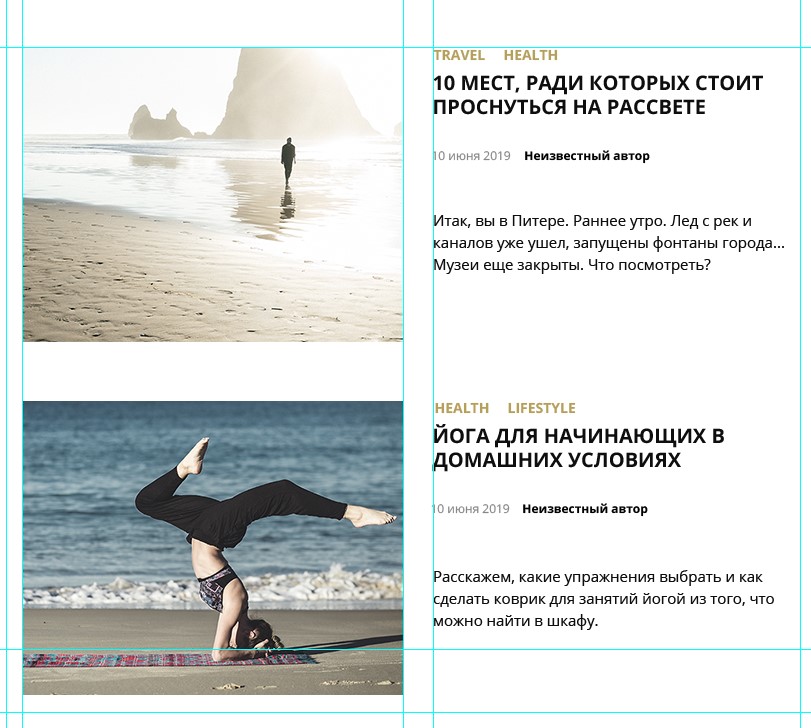 TRAVEL HEALTH
10 МЕСТ, РАДИ КОТОРЫХ СТОИТ
ПРОСНУТЬСЯ НА РАССВЕТЕ
10 июня 2019 Неизвестный автор
Итак, вы в Питере. Раннее утро. Лед с рек и
каналов уже ушел, запущены фонтаны города...
Музеи еще закрыты. Что посмотреть?
HEALTH LIFESTYLE
ЙОГА ДЛЯ НАЧИНАЮЩИХ В
ДОМАШНИХ УСЛОВИЯХ
10 июня 2019 Неизвестный автор
Расскажем, какие упражнения выбрать и как
сделать коврик для занятий йогой из того, что
можно найти в шкафу.